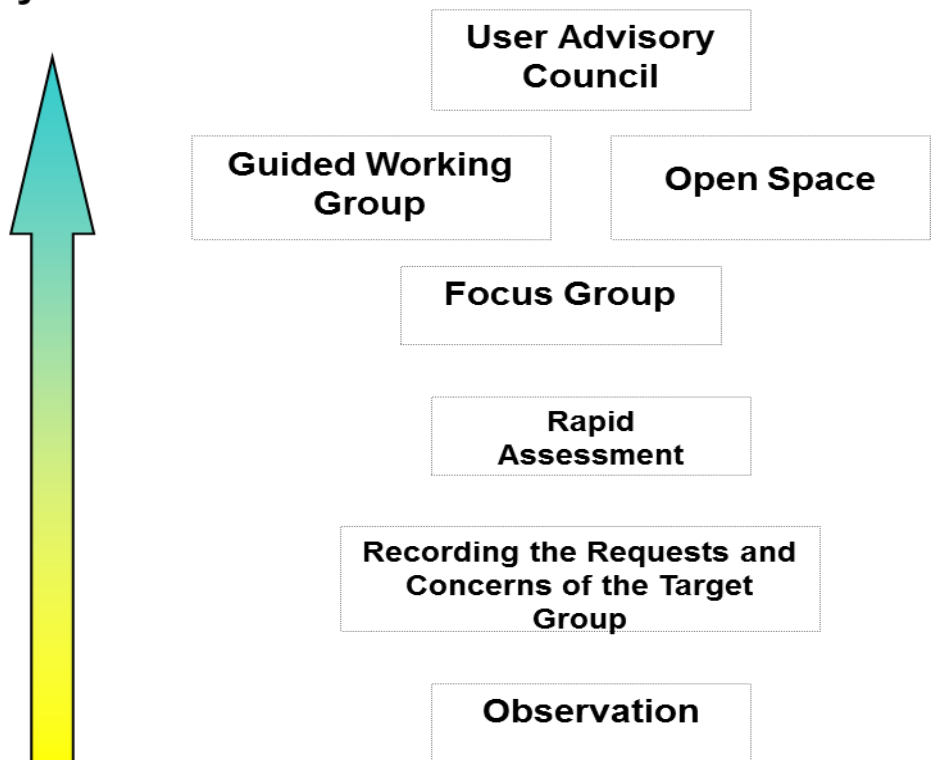 User Advisory
Council
Guided Working
Group
Open Space
Focus Group
Rapid
Assessment
Recording the Requests and
Concerns of the Target
Group
Observation